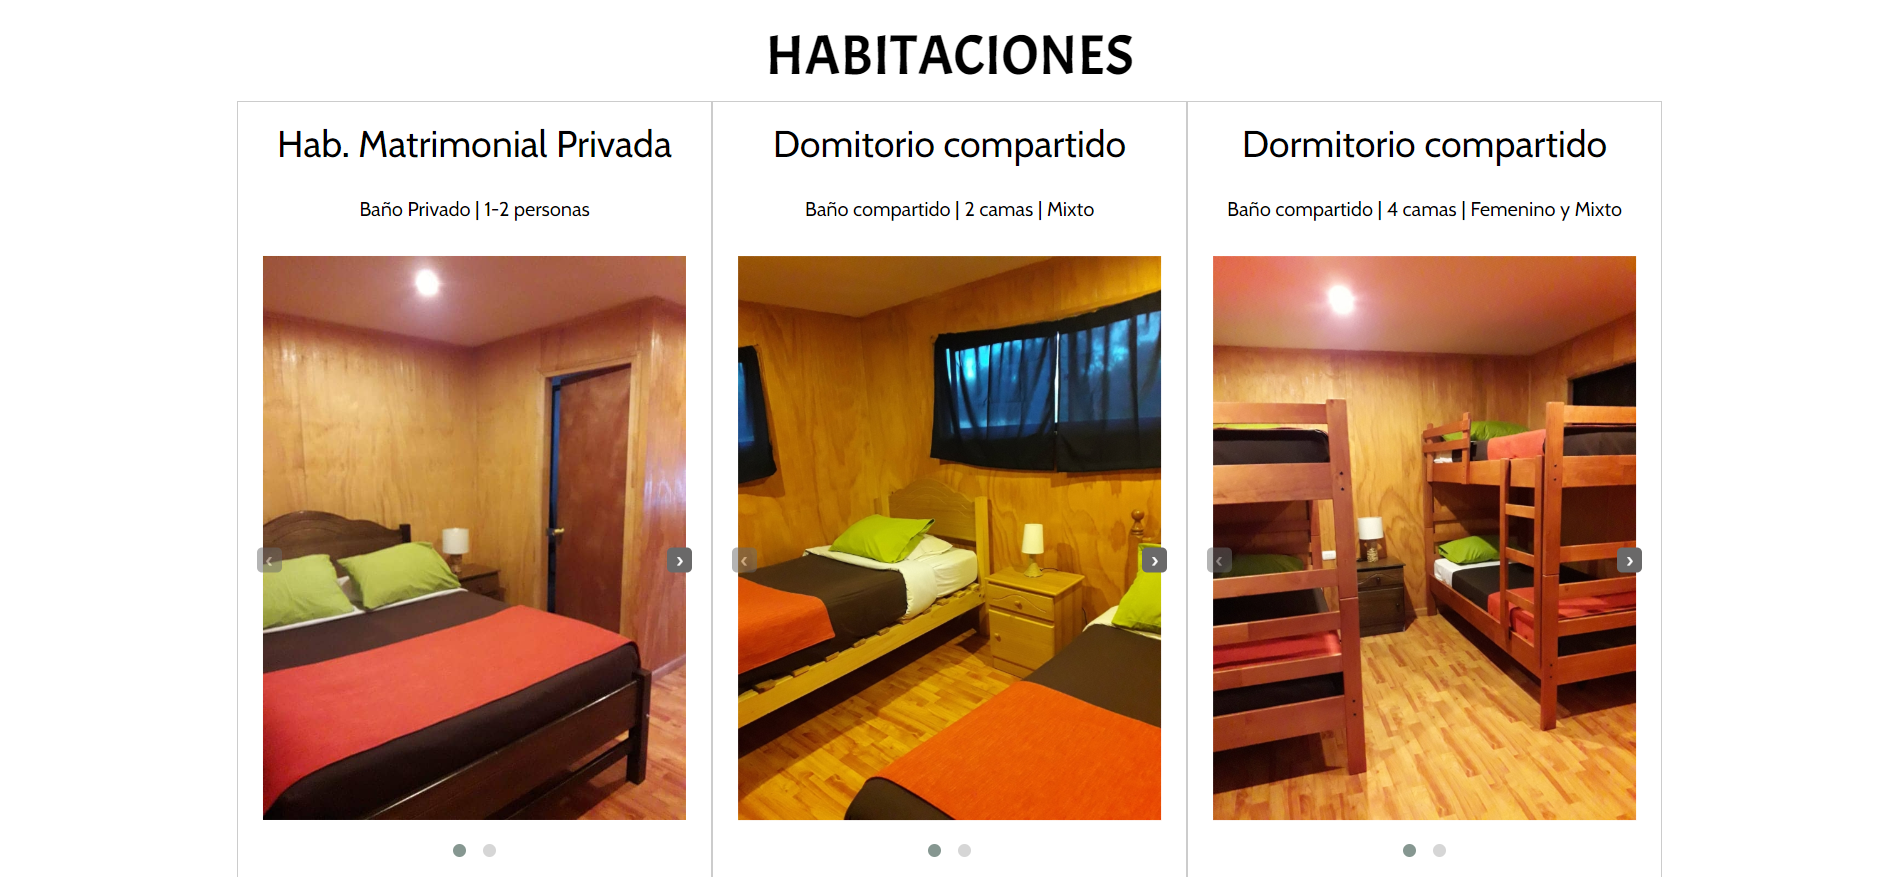 HABITACIONES
Hab. Matrimonial Privada
Baño Privado | 1-2 personas
Domitorio compartido
Baño compartido | 2 camas | Mixto
Dormitorio compartido
Baño compartido | 4 camas | Femenino y Mixto